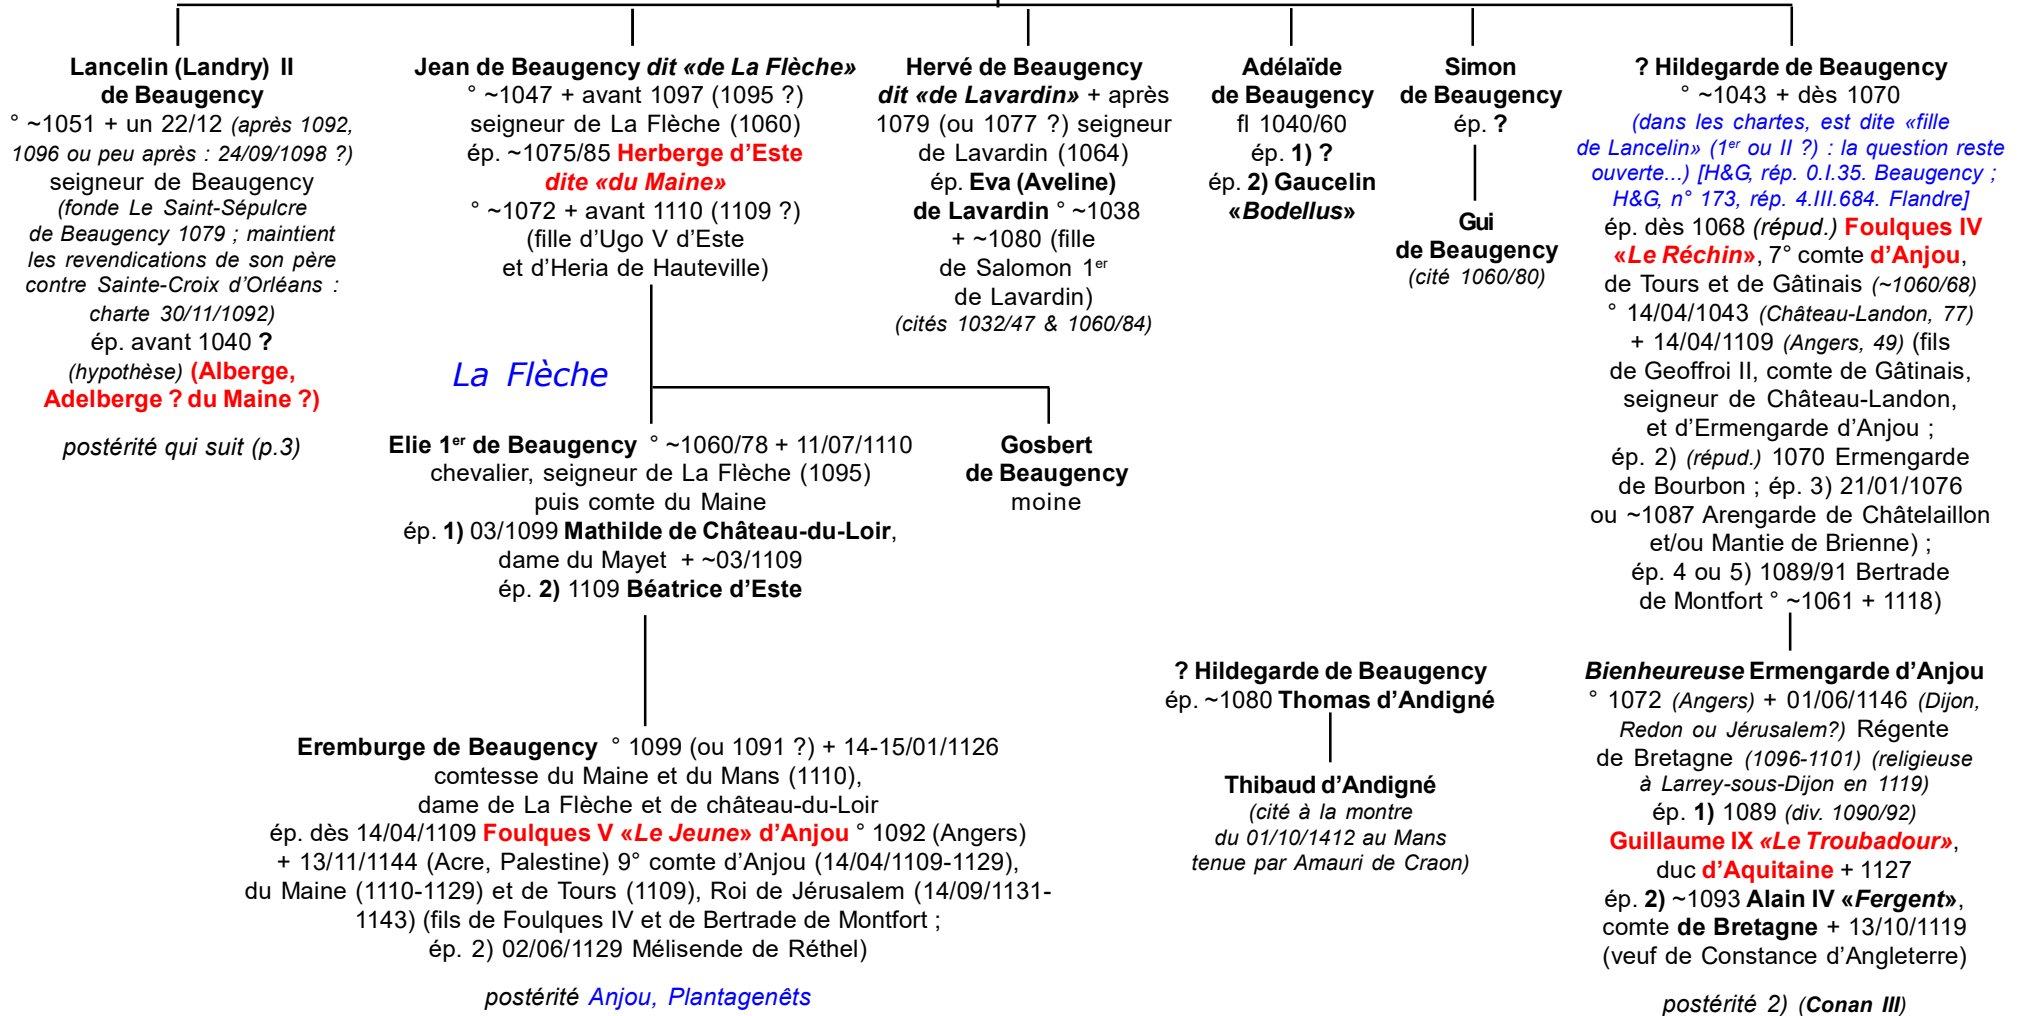 Lancelin (Landry) II
de Beaugency
° ~1051 + un 22/12 (après 1092,
1096 ou peu après : 24/09/1098 ?)
seigneur de Beaugency
(fonde Le Saint-Sépulcre
de Beaugency 1079 ; maintient
les revendications de son père
contre Sainte-Croix d’Orléans :
charte 30/11/1092)
ép. avant 1040 ?
(hypothèse) (Alberge,
Adelberge ? du Maine ?)
postérité qui suit (p.3)
Jean de Beaugency dit «de La Flèche»
° ~1047 + avant 1097 (1095 ?)
seigneur de La Flèche (1060)
ép. ~1075/85 Herberge d’Este
dite «du Maine»
° ~1072 + avant 1110 (1109 ?)
(fille d’Ugo V d’Este
et d’Heria de Hauteville)
Hervé de Beaugency
dit «de Lavardin» + après
1079 (ou 1077 ?) seigneur
de Lavardin (1064)
ép. Eva (Aveline)
de Lavardin ° ~1038
+ ~1080 (fille
de Salomon 1er
de Lavardin)
(cités 1032/47 & 1060/84)
Adélaïde
de Beaugency
fl 1040/60
ép. 1) ?
ép. 2) Gaucelin
«Bodellus»
Simon
de Beaugency
ép. ?
Gui
de Beaugency
(cité 1060/80)
? Hildegarde de Beaugency
° ~1043 + dès 1070
(dans les chartes, est dite «fille
de Lancelin» (1er ou II ?) : la question reste
ouverte...) [H&G, rép. 0.I.35. Beaugency ;
H&G, n° 173, rép. 4.III.684. Flandre]
ép. dès 1068 (répud.) Foulques IV
«Le Réchin», 7° comte d’Anjou,
de Tours et de Gâtinais (~1060/68)
° 14/04/1043 (Château-Landon, 77)
+ 14/04/1109 (Angers, 49) (fils
de Geoffroi II, comte de Gâtinais,
seigneur de Château-Landon,
et d’Ermengarde d’Anjou ;
ép. 2) (répud.) 1070 Ermengarde
de Bourbon ; ép. 3) 21/01/1076
ou ~1087 Arengarde de Châtelaillon
et/ou Mantie de Brienne) ;
ép. 4 ou 5) 1089/91 Bertrade
de Montfort ° ~1061 + 1118)
La Flèche
Elie 1er de Beaugency ° ~1060/78 + 11/07/1110
chevalier, seigneur de La Flèche (1095)
puis comte du Maine
ép. 1) 03/1099 Mathilde de Château-du-Loir,
dame du Mayet + ~03/1109
ép. 2) 1109 Béatrice d’Este
Gosbert
de Beaugency
moine
Eremburge de Beaugency ° 1099 (ou 1091 ?) + 14-15/01/1126
comtesse du Maine et du Mans (1110),
dame de La Flèche et de château-du-Loir
ép. dès 14/04/1109 Foulques V «Le Jeune» d’Anjou ° 1092 (Angers)
+ 13/11/1144 (Acre, Palestine) 9° comte d’Anjou (14/04/1109-1129),
du Maine (1110-1129) et de Tours (1109), Roi de Jérusalem (14/09/1131-
1143) (fils de Foulques IV et de Bertrade de Montfort ;
ép. 2) 02/06/1129 Mélisende de Réthel)
postérité Anjou, Plantagenêts
? Hildegarde de Beaugency
ép. ~1080 Thomas d’Andigné
Thibaud d’Andigné
(cité à la montre
du 01/10/1412 au Mans
tenue par Amauri de Craon)
Bienheureuse Ermengarde d’Anjou
° 1072 (Angers) + 01/06/1146 (Dijon,
Redon ou Jérusalem?) Régente
de Bretagne (1096-1101) (religieuse
à Larrey-sous-Dijon en 1119)
ép. 1) 1089 (div. 1090/92)
Guillaume IX «Le Troubadour»,
duc d’Aquitaine + 1127
ép. 2) ~1093 Alain IV «Fergent»,
comte de Bretagne + 13/10/1119
(veuf de Constance d’Angleterre)
postérité 2) (Conan III)